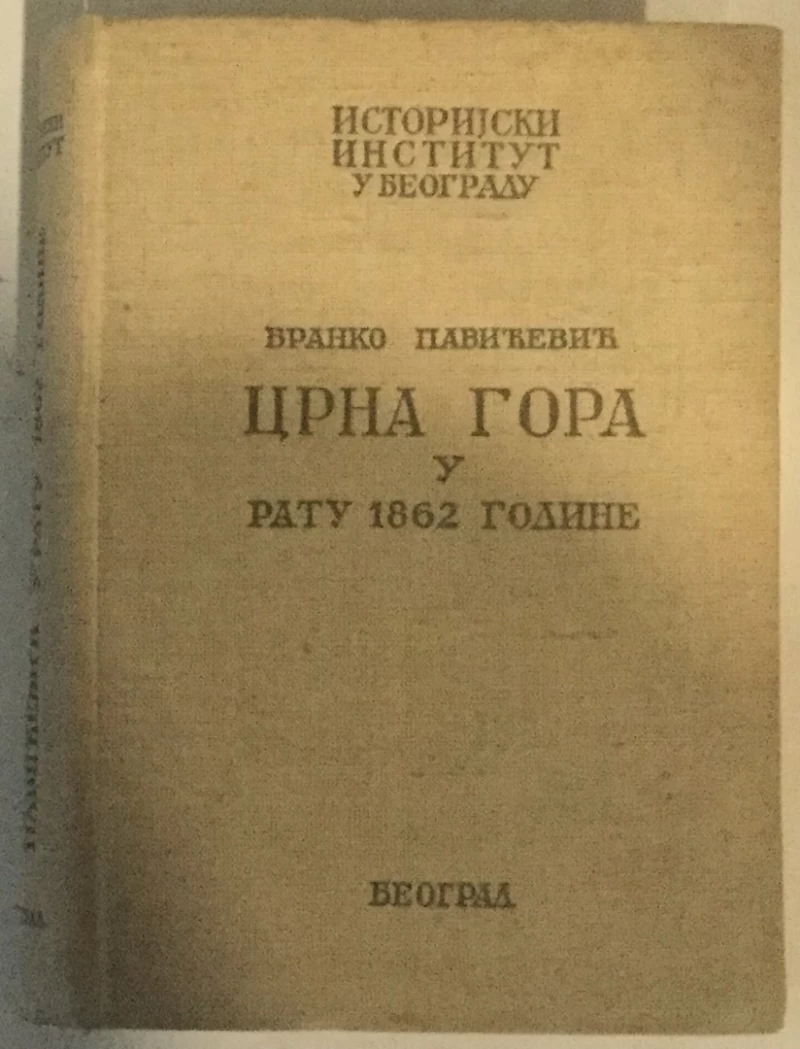 ИСТОРИЈСКИ
ИНСТИТУТ
У БЕОГРАДУ
БРАНКО ПАВИЋЕВИЋ
ЦРНА ГОРА
У
РАТУ 1862 ГОДИНЕ
БЕОГРАД